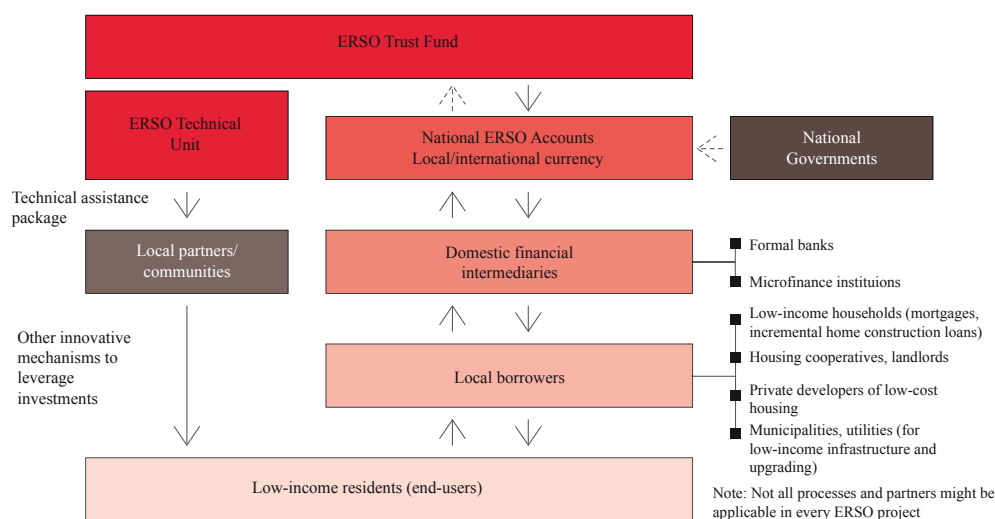 ERSO Trust Fund
ERSO Technical
Unit
National ERSO Accounts
Local/international currency
National
Governments
Technical assistance
package
Local partners/
communities
Domestic financial
intermediaries
Formal banks
Microfinance instituions
Other innovative
mechanisms to
leverage
investments
Local borrowers
Low-income households (mortgages,
incremental home construction loans)
Housing cooperatives, landlords
Private developers of low-cost
housing
Municipalities, utilities (for
low-income infrastructure and
upgrading)
Low-income residents (end-users)
Note: Not all processes and partners might be
applicable in every ERSO project